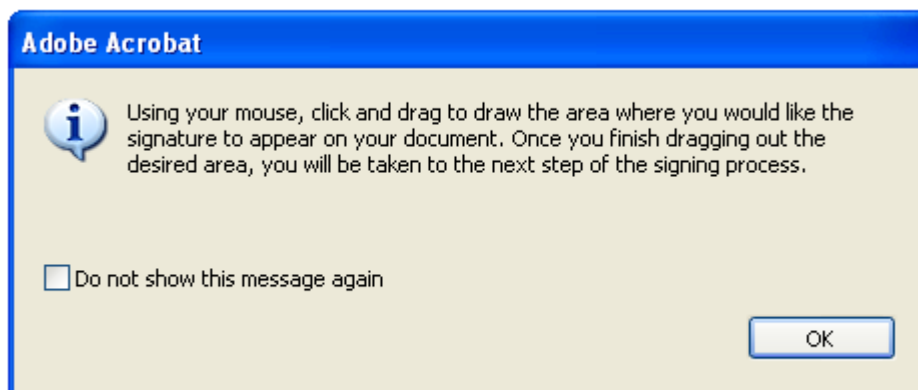 Adobe Acrobat
Using your mouse, click and drag to draw the area where you would like the
signature to appear on your document. Once you finish dragging out the
desired area, you will be taken to the next step of the signing process.
Do not show this message again
OK